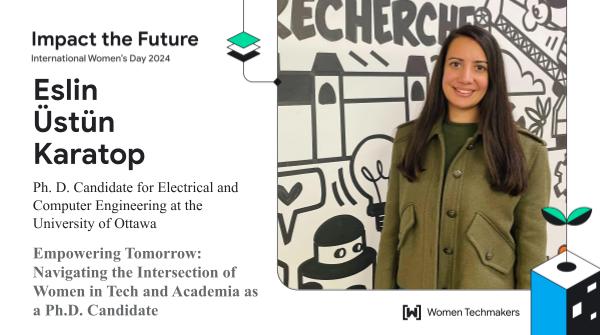 Impact the Future
International Women's Day 2024
Eslin
Üstün
Karatop
Ph. D. Candidate for Electrical and
Computer Engineering at the
University of Ottawa
Empowering Tomorrow:
Navigating the Intersection of
Women in Tech and Academia as
a Ph.D. Candidate
RECHERCHE
[W] Women Techmakers